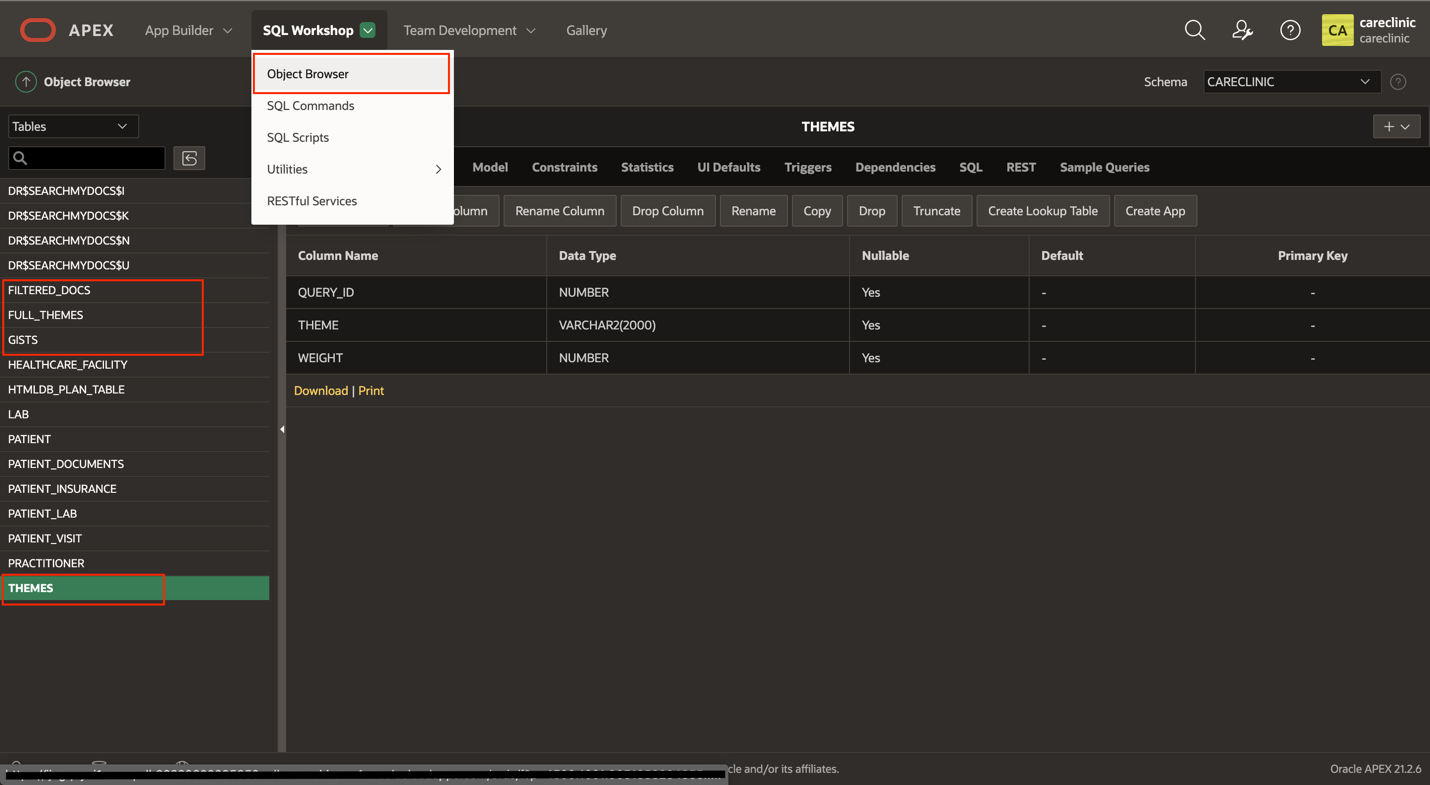 APEX App Builder SQL Workshop Team Development Gallery CA careclinic
careclinic
Object Browser Schema CARECLINIC
Object Browser
SQL Commands
SQL Scripts
Utilities
RESTful Services
Tables
DR$SEARCHMYDOCS$I
DR$SEARCHMYDOCS$K
DR$SEARCHMYDOCS$N
DR$SEARCHMYDOCS$U
FILTERED_DOCS
FULL_THEMES
GISTS
HEALTHCARE_FACILITY
HTMLDB_PLAN_TABLE
LAB
PATIENT
PATIENT_DOCUMENTS
PATIENT_INSURANCE
PATIENT_LAB
PATIENT_VISIT
PRACTITIONER
THEMES
THEMES
Model Constraints Statistics UI Defaults Triggers Dependencies SQL REST Sample Queries
olumn Rename Column Drop Column Rename Copy Drop Truncate Create Lookup Table Create App
Column Name Data Type Nullable Default Primary Key
QUERY_ID NUMBER Yes - -
THEME VARCHAR2(2000) Yes - -
WEIGHT NUMBER Yes - -
Download | Print
cle and/or its affiliates. Oracle APEX 21.2.6